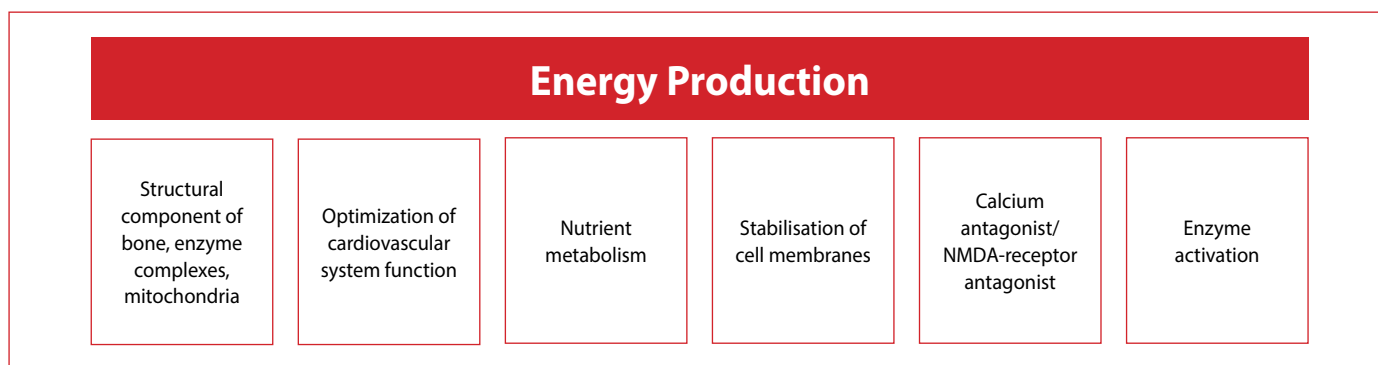 Energy Production
Structural
component of
bone, enzyme
complexes,
mitochondria
Optimization of
cardiovascular
system function
Nutrient
metabolism
Stabilisation of
cell membranes
Calcium
antagonist/
NMDA-receptor
antagonist
Enzyme
activation